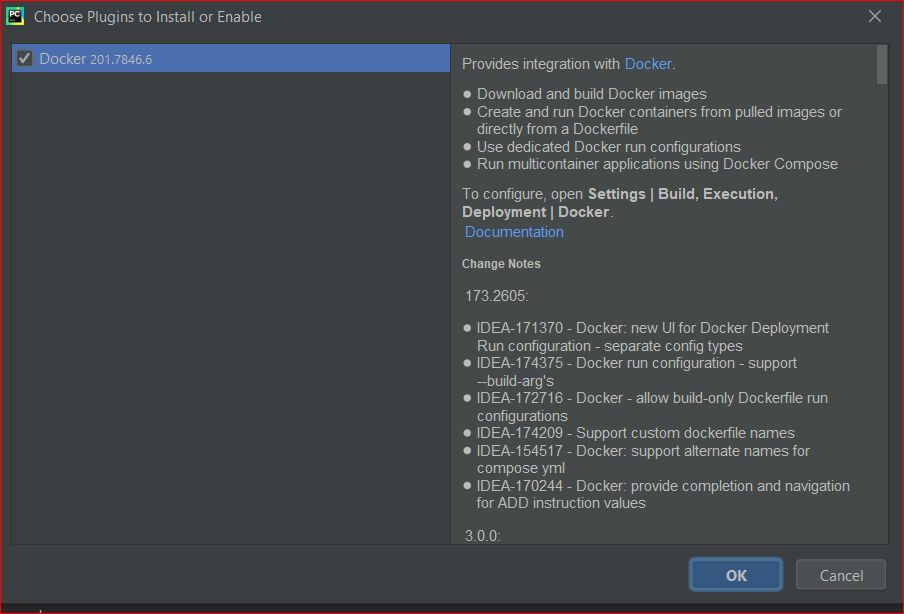 PC
Choose Plugins to Install or Enable
Docker 201.7846.6
Provides integration with Docker.
● Download and build Docker images
● Create and run Docker containers from pulled images or
directly from a Dockerfile
● Use dedicated Docker run configurations
● Run multicontainer applications using Docker Compose
To configure, open Settings | Build, Execution,
Deployment | Docker.
Documentation
Change Notes
173.2605:
● IDEA-171370 - Docker: new UI for Docker Deployment
Run configuration - separate config types
● IDEA-174375 - Docker run configuration - support
--build-arg's
● IDEA-172716 - Docker - allow build-only Dockerfile run
configurations
● IDEA-174209 - Support custom dockerfile names
● IDEA-154517 - Docker: support alternate names for
compose yml
● IDEA-170244 - Docker: provide completion and navigation
for ADD instruction values
3.0.0:
OK
Cancel